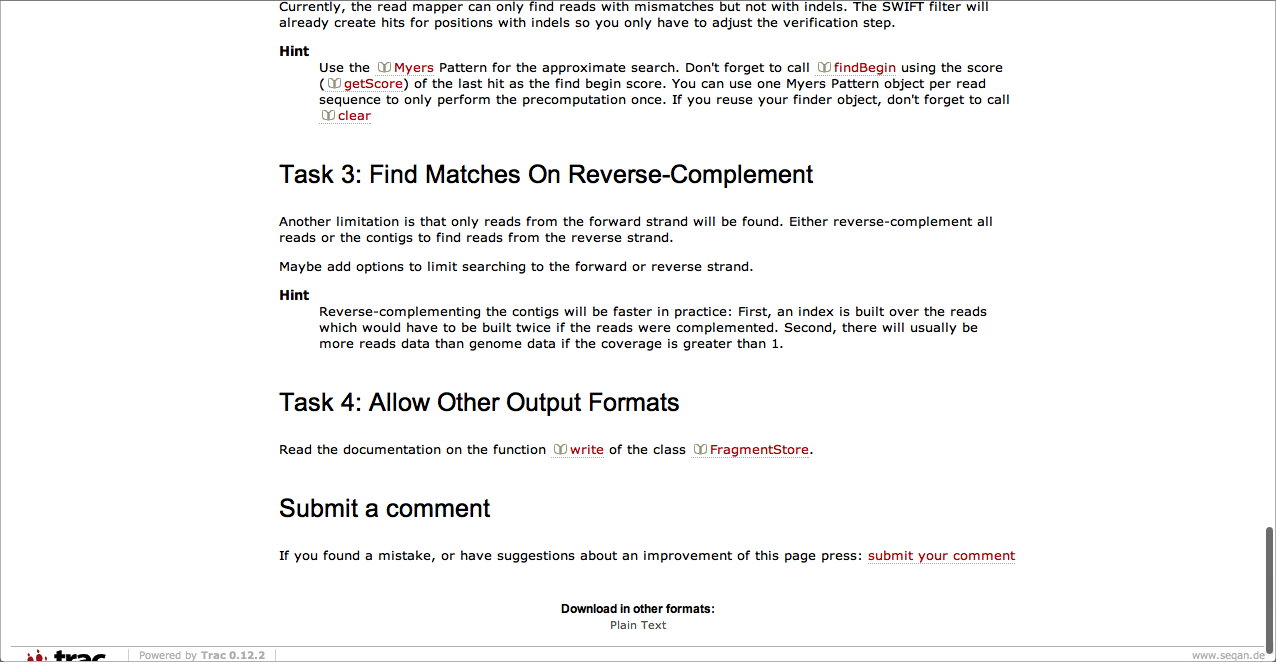 Currently, the read mapper can only find reads with mismatches but not with indels. The SWIFT filter will
already create hits for positions with indels so you only have to adjust the verification step.
Hint
Use the Myers Pattern for the approximate search. Don't forget to call findBegin using the score
(getScore) of the last hit as the find begin score. You can use one Myers Pattern object per read
sequence to only perform the precomputation once. If you reuse your finder object, don't forget to call
clear
Task 3: Find Matches On Reverse-Complement
Another limitation is that only reads from the forward strand will be found. Either reverse-complement all
reads or the contigs to find reads from the reverse strand.
Maybe add options to limit searching to the forward or reverse strand.
Hint
Reverse-complementing the contigs will be faster in practice: First, an index is built over the reads
which would have to be built twice if the reads were complemented. Second, there will usually be
more reads data than genome data if the coverage is greater than 1.
Task 4: Allow Other Output Formats
Read the documentation on the function write of the class FragmentStore.
Submit a comment
If you found a mistake, or have suggestions about an improvement of this page press: submit your comment
Download in other formats:
Plain Text
trac Powered by Trac 0.12.2 www.seqan.de